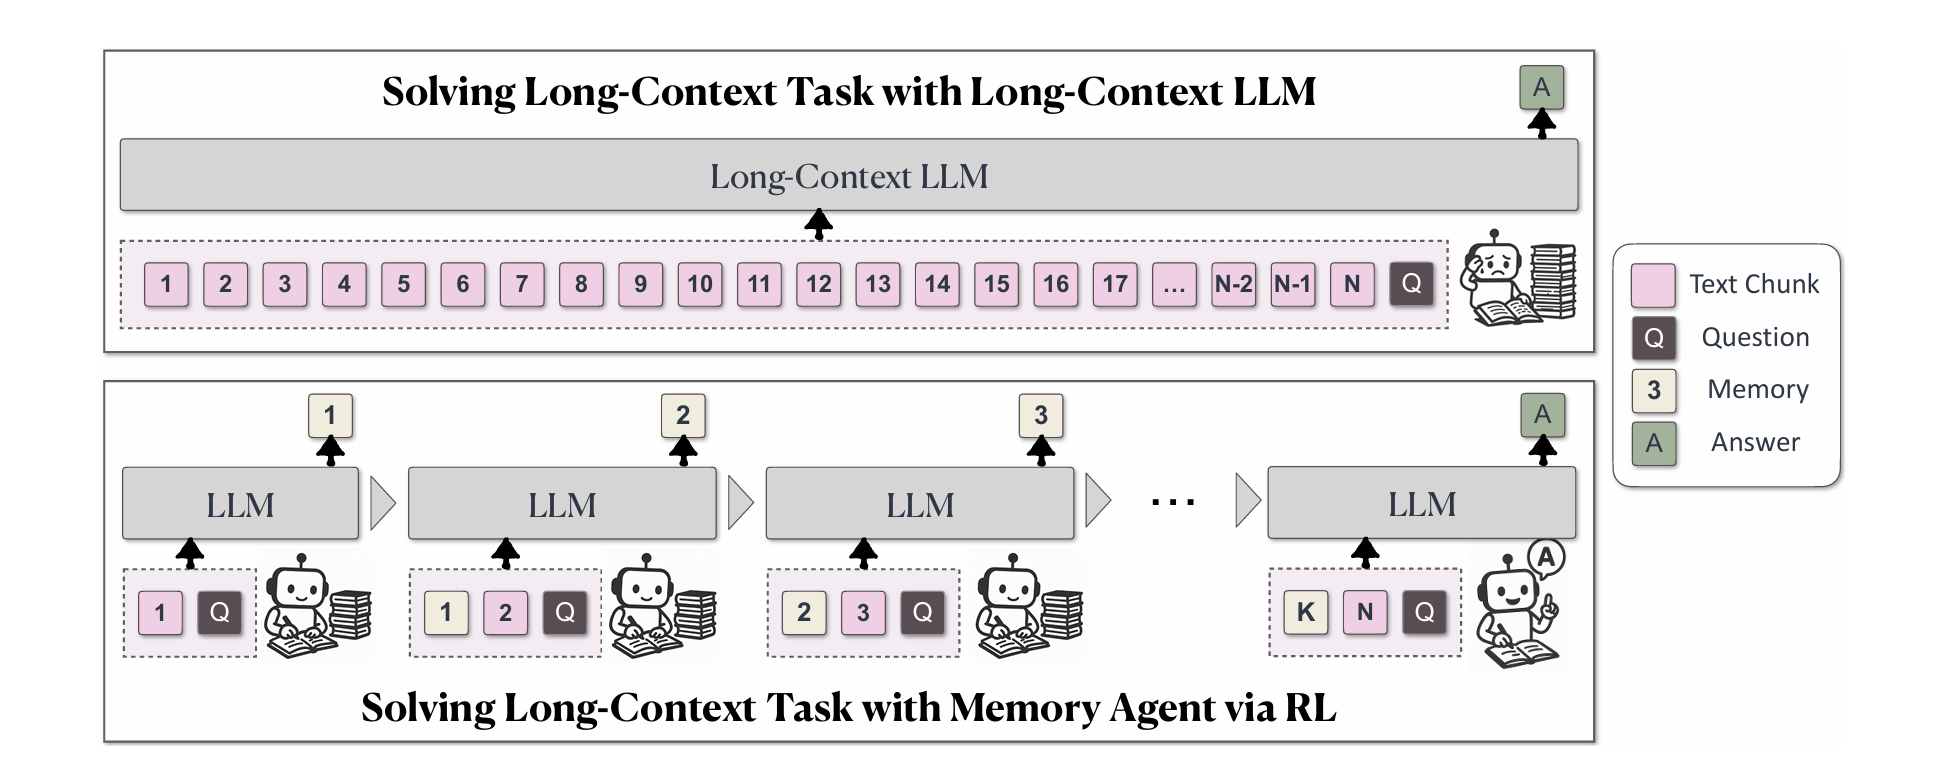 Solving Long-Context Task with Long-Context LLM
A
Long-Context LLM
1 2 3 4 5 6 7 8 9 10 11 12 13 14 15 16 17 ... N-2 N-1 N Q
Text Chunk
Q Question
3 Memory
A Answer
1 2 3 A
LLM LLM LLM ... LLM
A
1 Q 1 2 Q 2 3 Q K N Q
Solving Long-Context Task with Memory Agent via RL